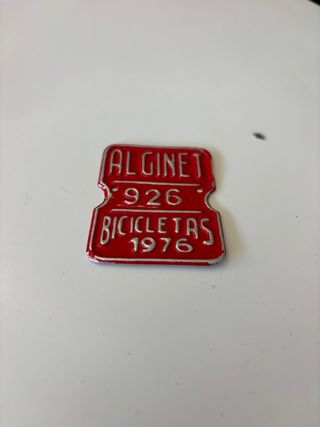 ALGINET
926
BICICLETAS
1976